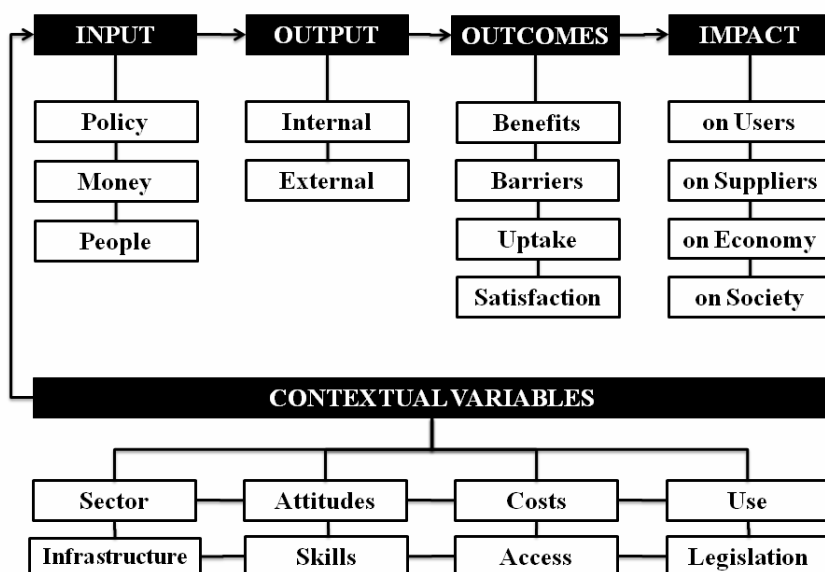 INPUT OUTPUT OUTCOMES IMPACT
Policy Internal Benefits on Users
Money External Barriers on Suppliers
People Uptake on Economy
Satisfaction on Society
CONTEXTUAL VARIABLES
Sector Attitudes Costs Use
Infrastructure Skills Access Legislation